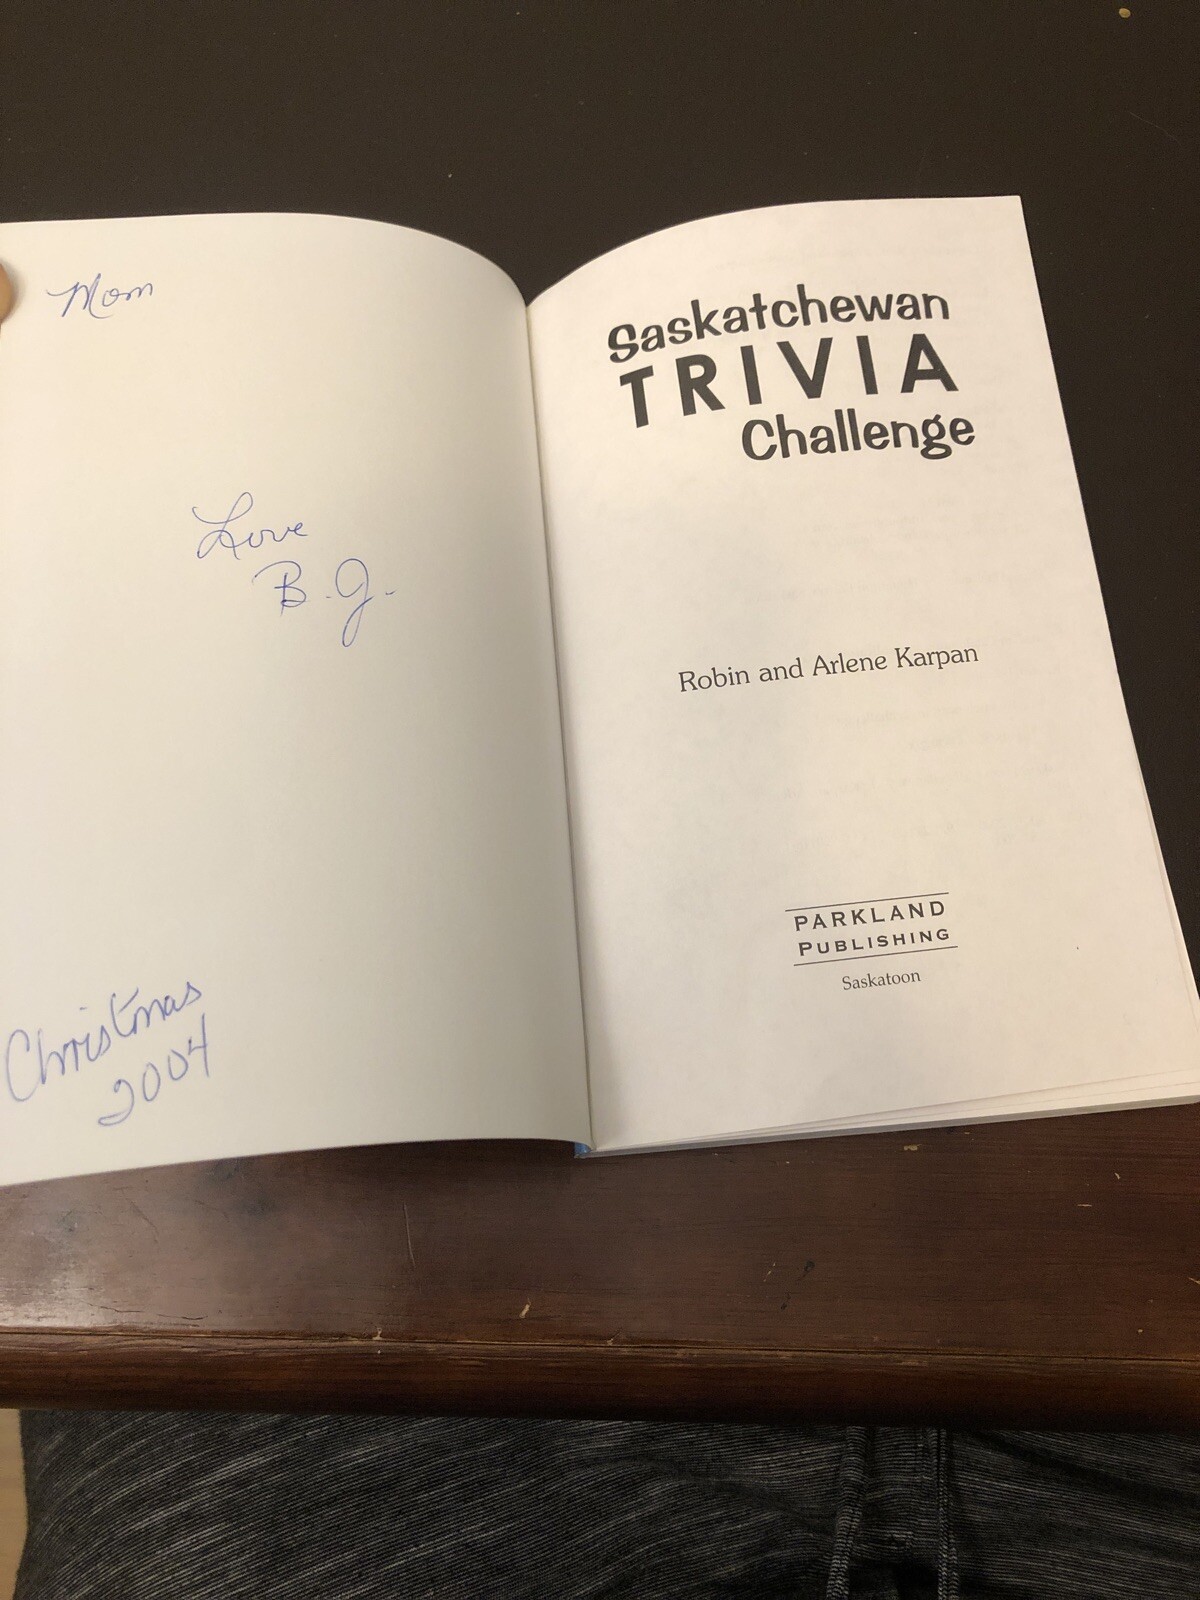 Mom
Love
B.J.
Christmas
2004
Saskatchewan
TRIVIA
Challenge
Robin and Arlene Karpan
PARKLAND
PUBLISHING
Saskatoon